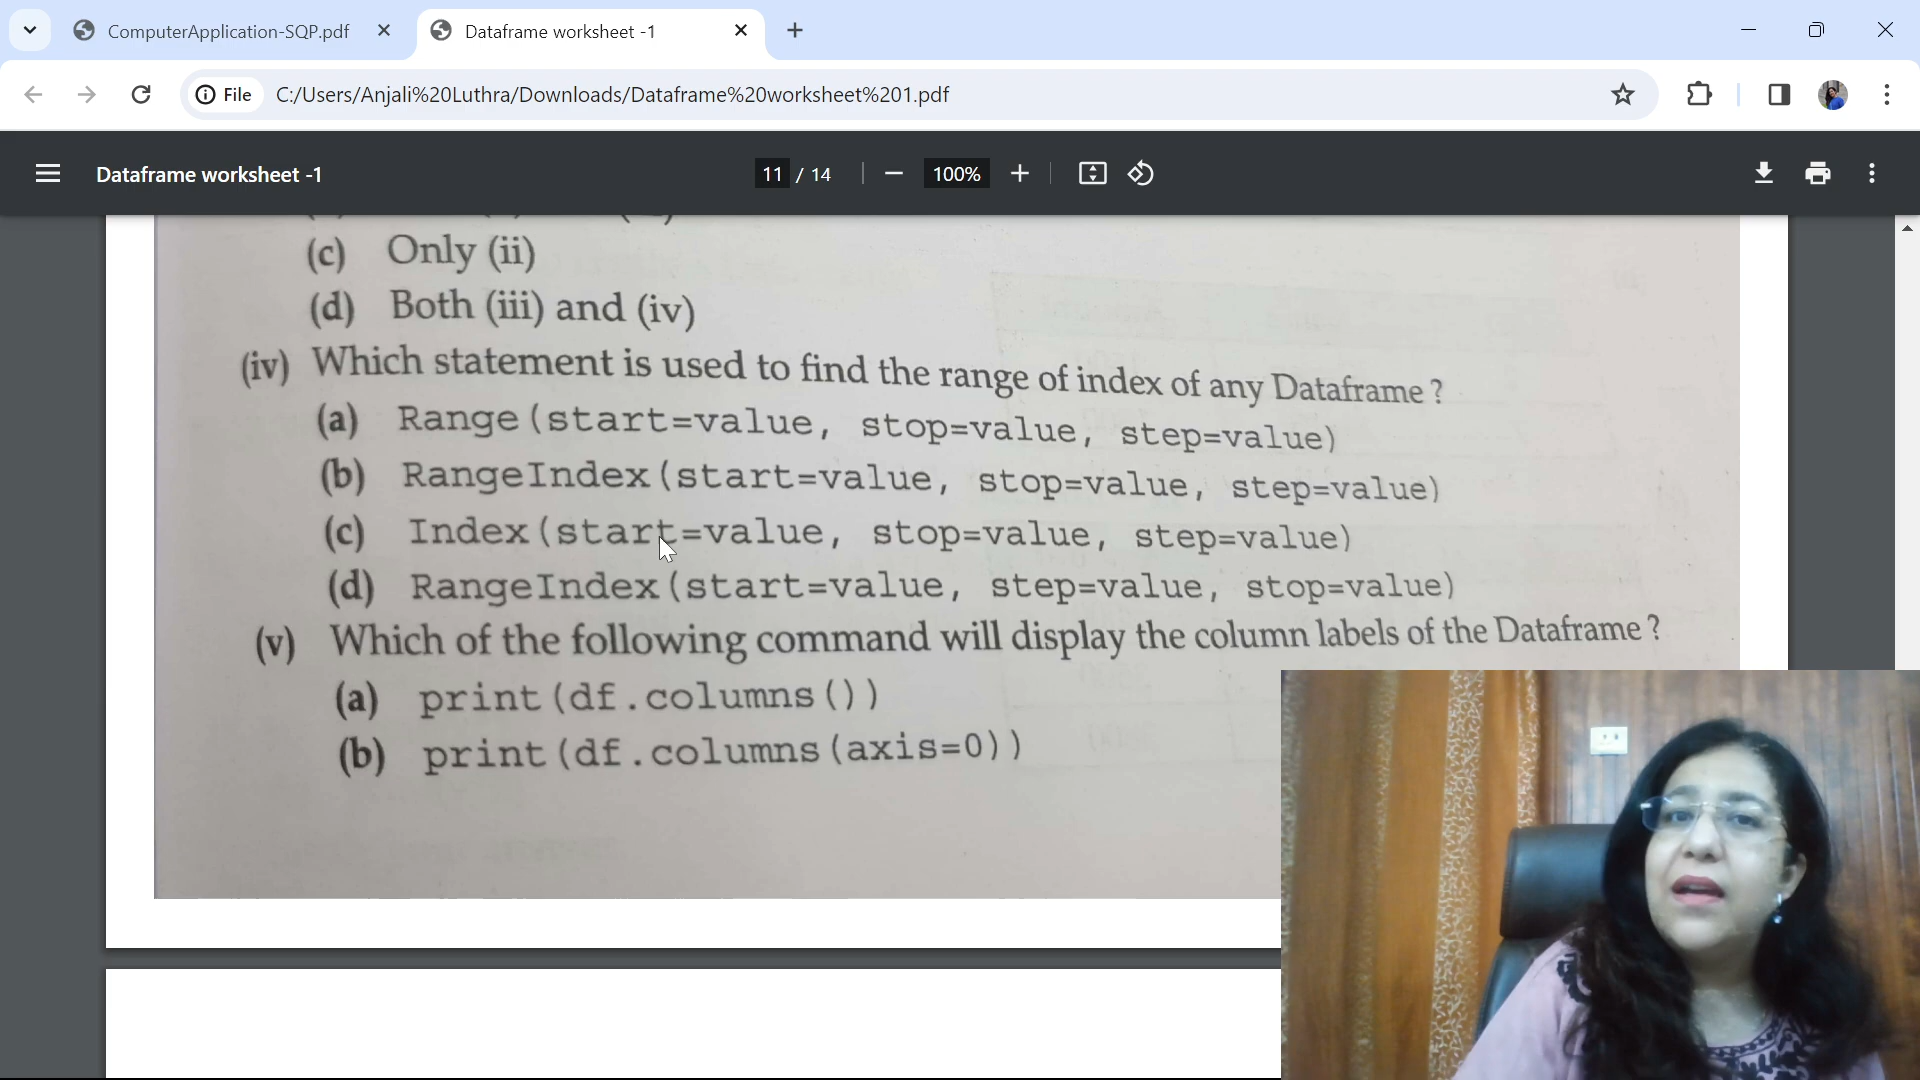 ComputerApplication-SQP.pdf
Dataframe worksheet -1
File
C:/Users/Anjali%20Luthra/Downloads/Dataframe%20worksheet%201.pdf
Dataframe worksheet -1
11 / 14
100%
(c) Only (ii)
(d) Both (iii) and (iv)
(iv) Which statement is used to find the range of index of any Dataframe ?
(a) Range(start=value, stop=value, step=value)
(b) RangeIndex(start=value, stop=value, step=value)
(c) Index(start=value, stop=value, step=value)
(d) RangeIndex(start=value, step=value, stop=value)
(v) Which of the following command will display the column labels of the Dataframe ?
(a) print(df.columns())
(b) print(df.columns(axis=0))